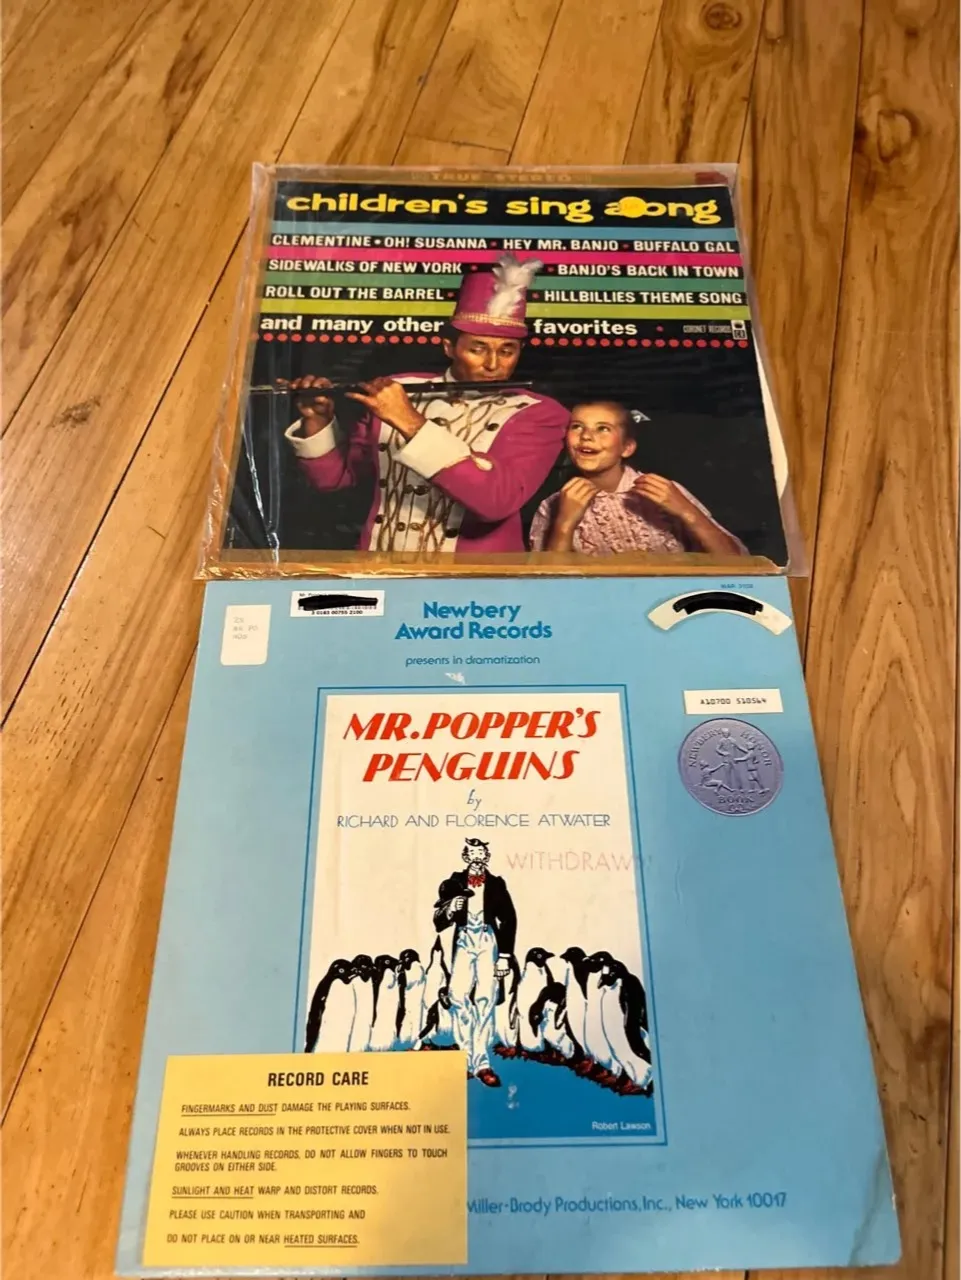 TRUE STEREO
children's sing along
CLEMENTINE • OH! SUSANNA • HEY MR. BANJO • BUFFALO GAL
SIDEWALKS OF NEW YORK • • BANJO'S BACK IN TOWN
ROLL OUT THE BARREL • • HILLBILLIES THEME SONG
and many other favorites •
CORONET RECORDS
Newbery
Award Records
presents in dramatization
A10700 510564
MR. POPPER'S
PENGUINS
by
RICHARD AND FLORENCE ATWATER
NEWBERY HONOR
BOOK
WITHDRAWN
Robert Lawson
RECORD CARE
FINGERMARKS AND DUST DAMAGE THE PLAYING SURFACES.
ALWAYS PLACE RECORDS IN THE PROTECTIVE COVER WHEN NOT IN USE.
WHENEVER HANDLING RECORDS, DO NOT ALLOW FINGERS TO TOUCH
GROOVES ON EITHER SIDE.
SUNLIGHT AND HEAT WARP AND DISTORT RECORDS.
PLEASE USE CAUTION WHEN TRANSPORTING AND
DO NOT PLACE ON OR NEAR HEATED SURFACES.
Miller-Brody Productions, Inc., New York 10017